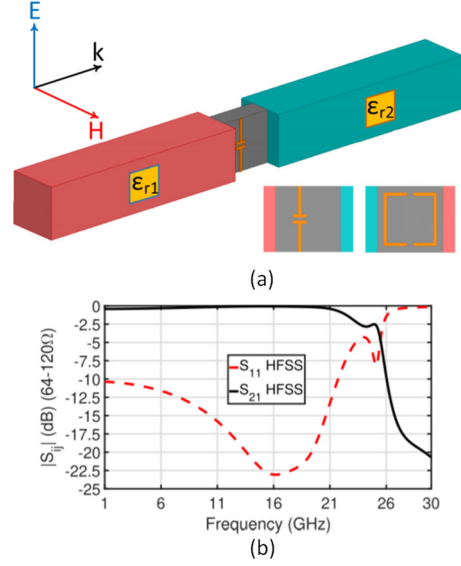 E
k
H
εr1
εr2
(a)
|Sij| (dB) (64-120Ω)
0
-2.5
-5
-7.5
-10
-12.5
-15
-17.5
-20
-22.5
-25
S11 HFSS
S21 HFSS
1 6 11 16 21 26 30
Frequency (GHz)
(b)